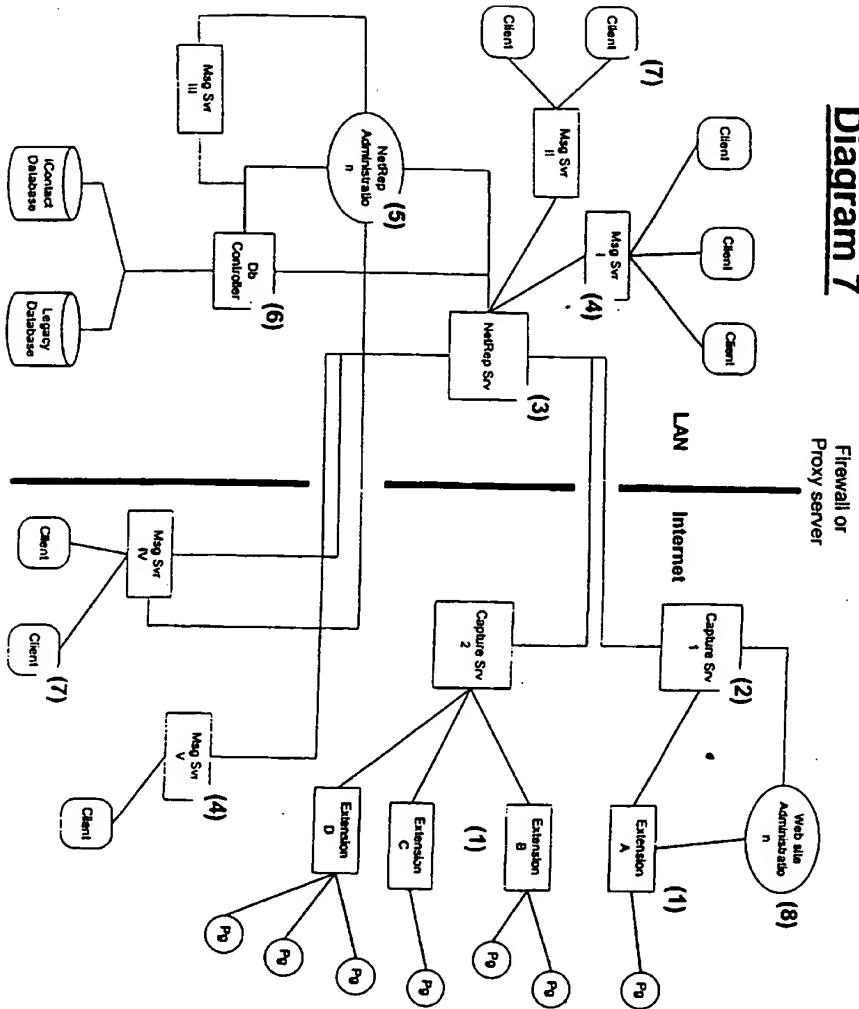 Diagram 7
Firewall or
Proxy server
LAN
Internet
Client
Client
Client
Client
Client
(7)
Msg Svr
II
Msg Svr
I
(4)
Msg Svr
III
NetRep
Administratio
n
(5)
NetRep Srv
(3)
Db
Controller
(6)
iContact
Database
Legacy
Database
Capture Srv
1
(2)
Web site
Administratio
n
(8)
Extension
A
(1)
Pg
Capture Srv
2
Extension
B
(1)
Pg
Pg
Extension
C
Pg
Extension
D
Pg
Pg
Pg
Msg Svr
IV
Client
Client
(7)
Msg Svr
V
(4)
Client